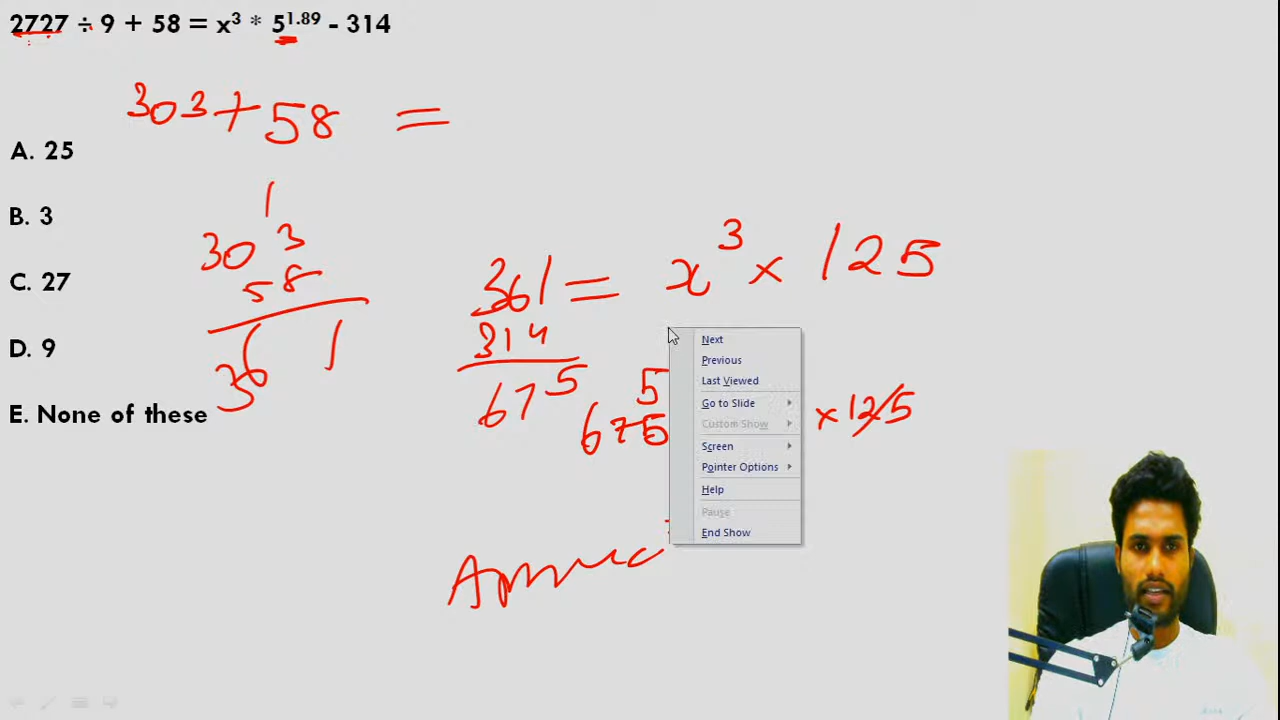 2727 ÷ 9 + 58 = x³ * 5^1.89 - 314
303 + 58 =
A. 25
B. 3
C. 27
D. 9
E. None of these
1
303
58
361
361 = x³ × 125
314
675
5
675
× 125
Next
Previous
Last Viewed
Go to Slide
Custom Show
Screen
Pointer Options
Help
Pause
End Show